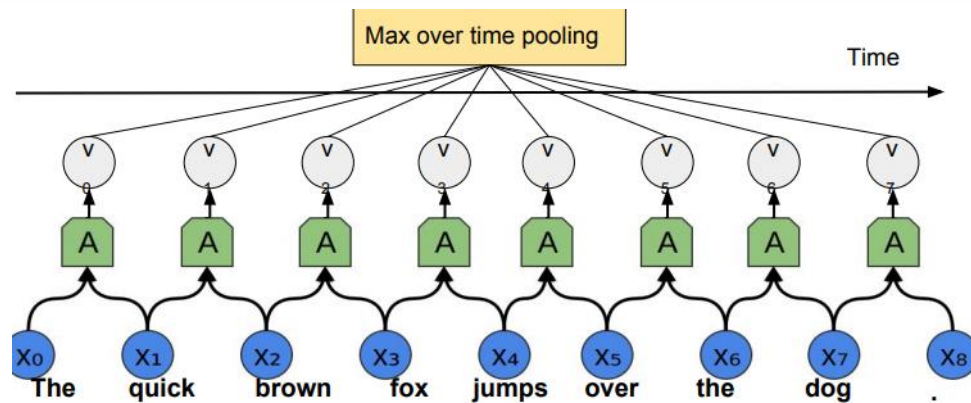 Max over time pooling
Time
V V V V V V V V
0 1 2 3 4 5 6 7
A A A A A A A A
X₀ X₁ X₂ X₃ X₄ X₅ X₆ X₇ X₈
The quick brown fox jumps over the dog .